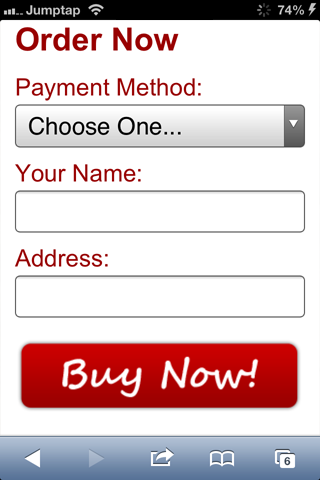 Jumptap 74%
Order Now
Payment Method:
Choose One...
Your Name:
Address:
Buy Now!
6